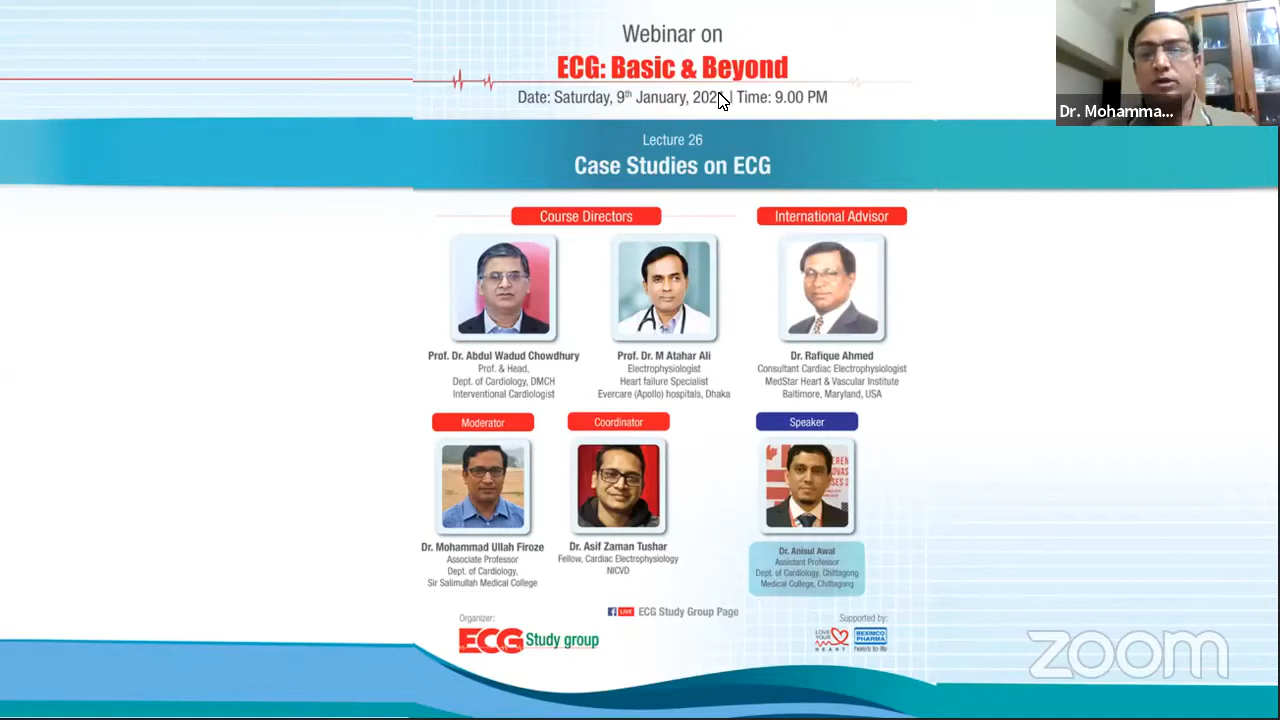 Webinar on
ECG: Basic & Beyond
Date: Saturday, 9th January, 202 | Time: 9.00 PM
Dr. Mohamma...
Lecture 26
Case Studies on ECG
Course Directors
International Advisor
Prof. Dr. Abdul Wadud Chowdhury
Prof. & Head,
Dept. of Cardiology, DMCH
Interventional Cardiologist
Prof. Dr. M Atahar Ali
Electrophysiologist
Heart failure Specialist
Evercare (Apollo) hospitals, Dhaka
Dr. Rafique Ahmed
Consultant Cardiac Electrophysiologist
MedStar Heart & Vascular Institute
Baltimore, Maryland, USA
Moderator
Coordinator
Speaker
Dr. Mohammad Ullah Firoze
Associate Professor
Dept. of Cardiology,
Sir Salimullah Medical College
Dr. Asif Zaman Tushar
Fellow, Cardiac Electrophysiology
NICVD
Dr. Anisul Awal
Assistant Professor
Dept. of Cardiology, Chittagong
Medical College, Chittagong
LIVE ECG Study Group Page
Organizer:
ECG Study group
Supported by:
LOVE YOUR HEART
BEXIMCO PHARMA
here's to life
zoom